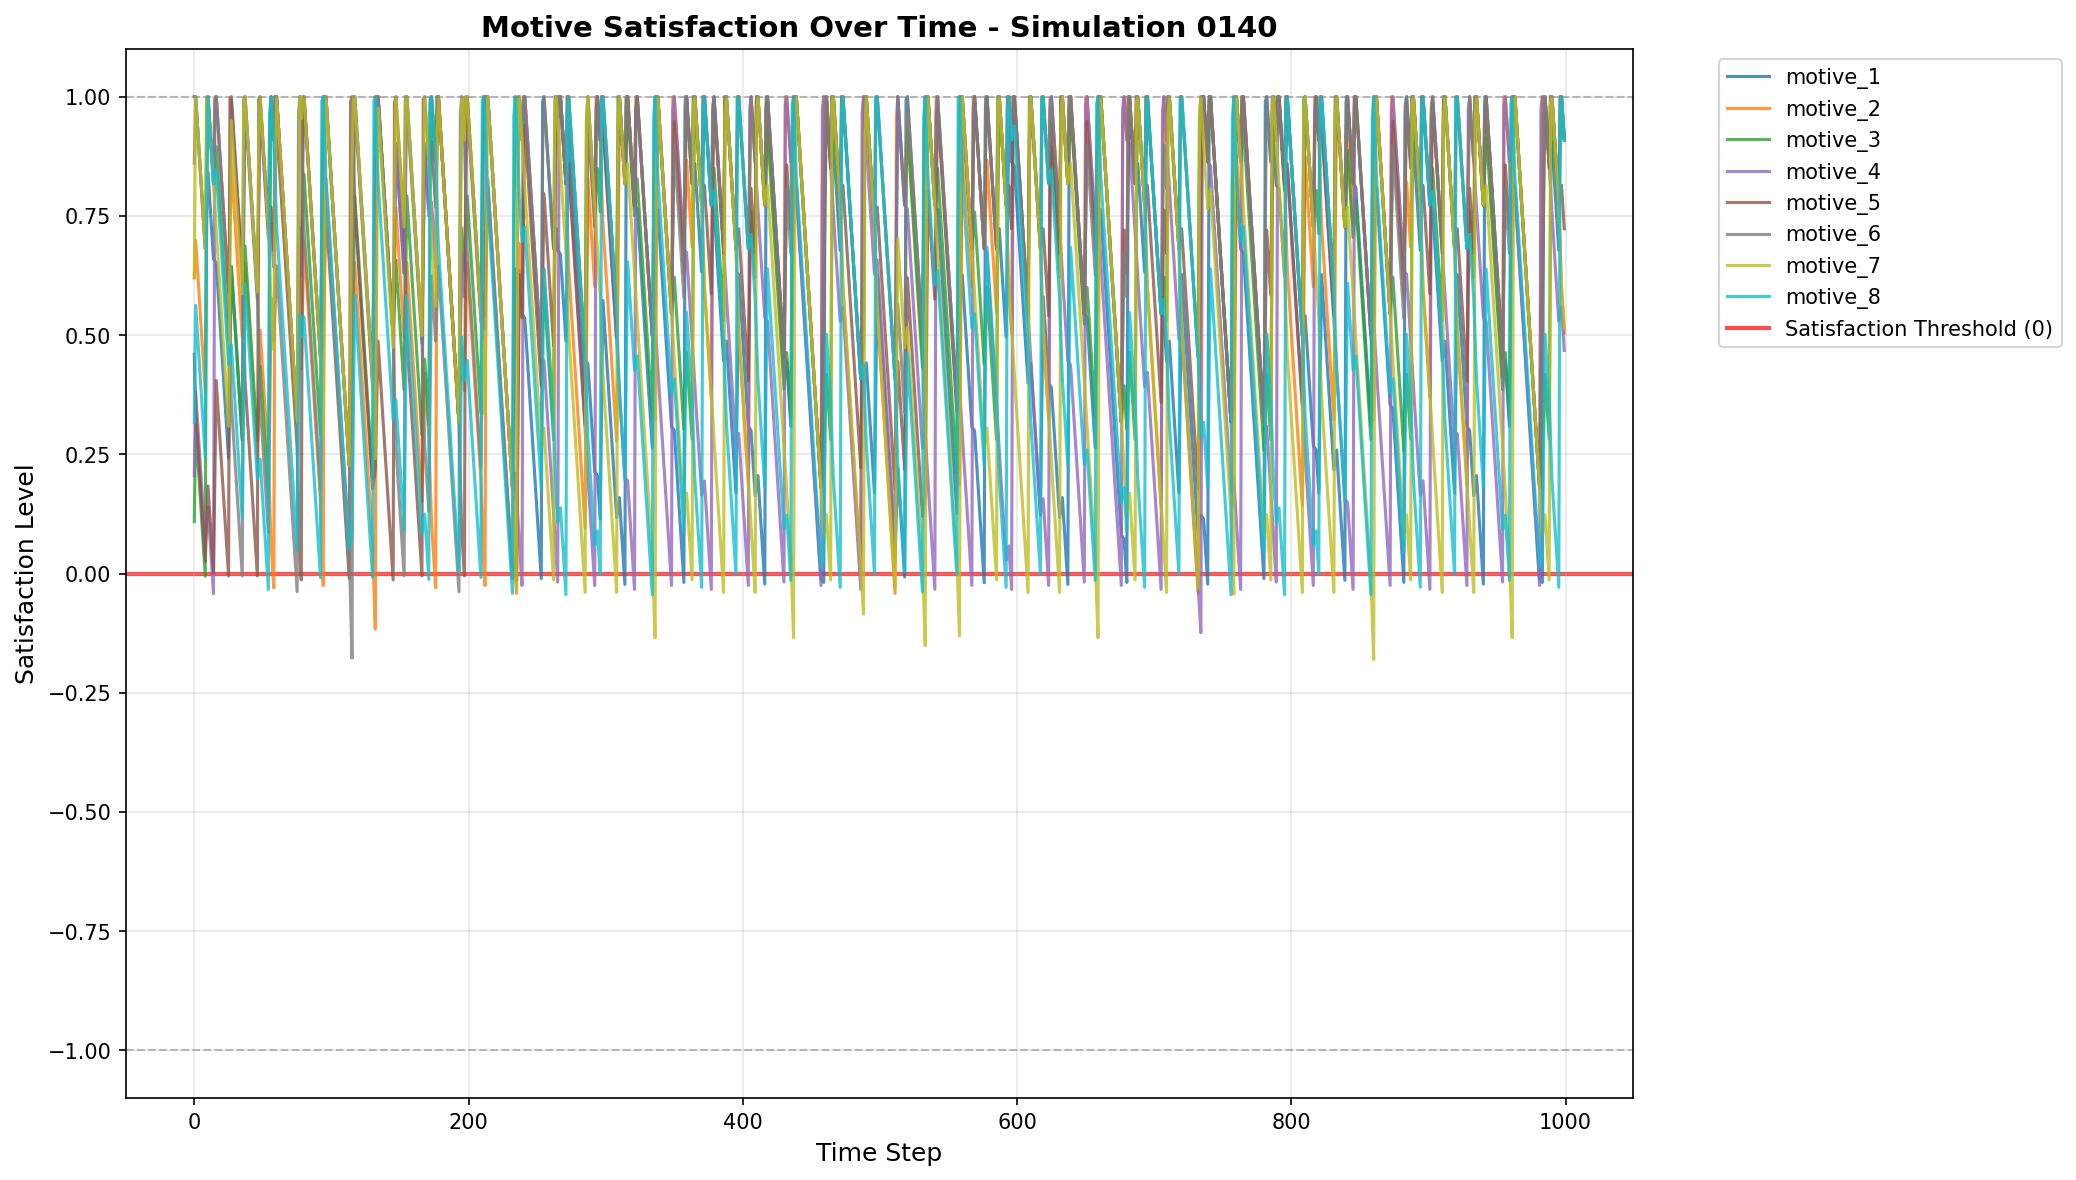 Motive Satisfaction Over Time - Simulation 0140
1.00
0.75
0.50
0.25
0.00
−0.25
−0.50
−0.75
−1.00
Satisfaction Level
0
200
400
600
800
1000
Time Step
motive_1
motive_2
motive_3
motive_4
motive_5
motive_6
motive_7
motive_8
Satisfaction Threshold (0)